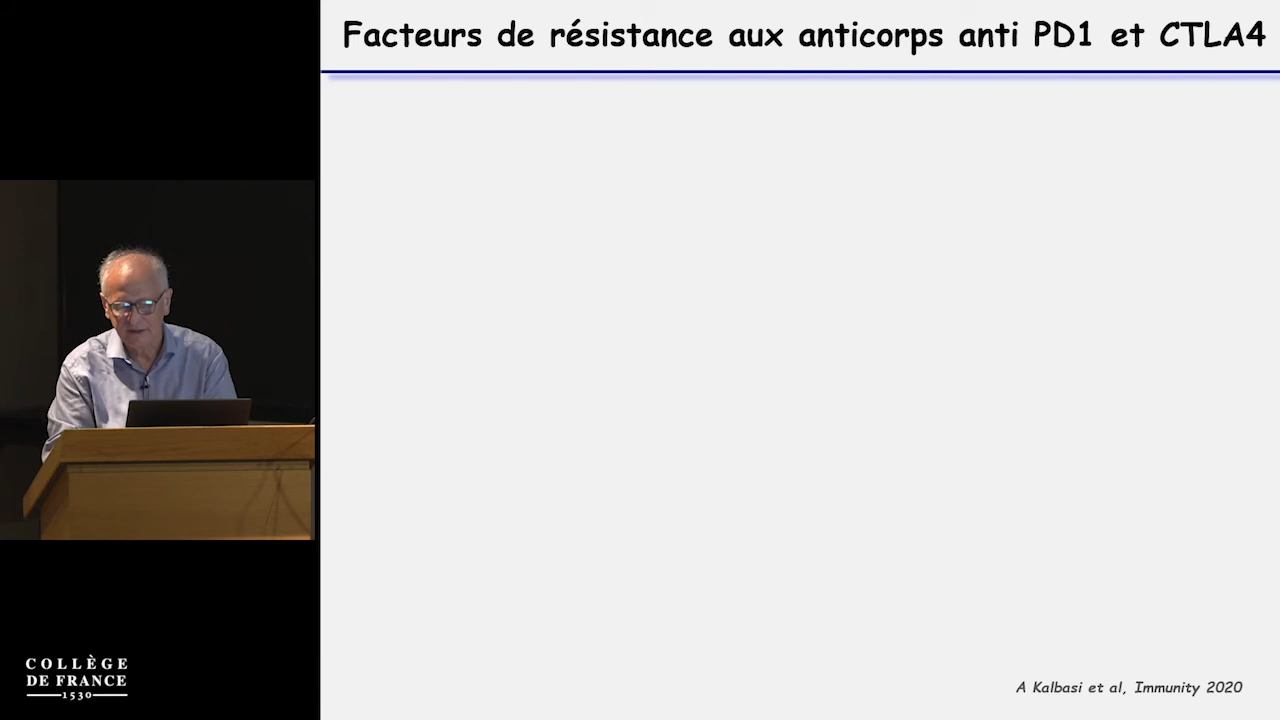 Facteurs de résistance aux anticorps anti PD1 et CTLA4
COLLÈGE
DE FRANCE
1530
A Kalbasi et al, Immunity 2020